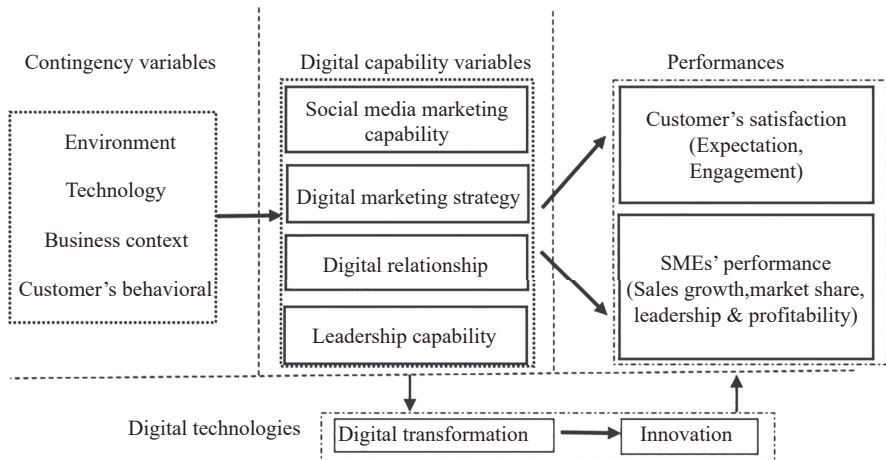 Contingency variables
Environment
Technology
Business context
Customer's behavioral
Digital capability variables
Social media marketing
capability
Digital marketing strategy
Digital relationship
Leadership capability
Performances
Customer's satisfaction
(Expectation,
Engagement)
SMEs' performance
(Sales growth,market share,
leadership & profitability)
Digital technologies
Digital transformation
Innovation